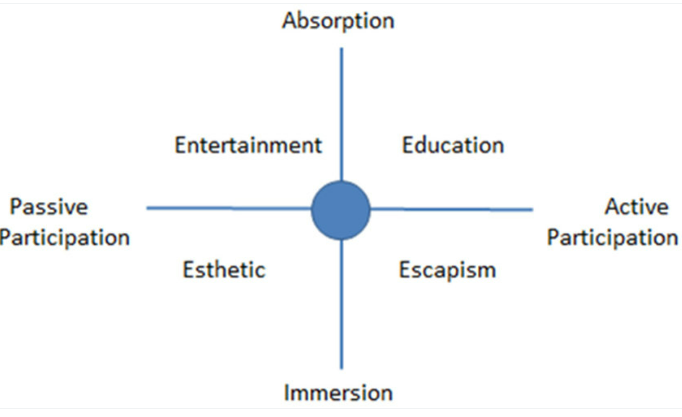 Absorption
Entertainment
Education
Passive
Participation
Active
Participation
Esthetic
Escapism
Immersion